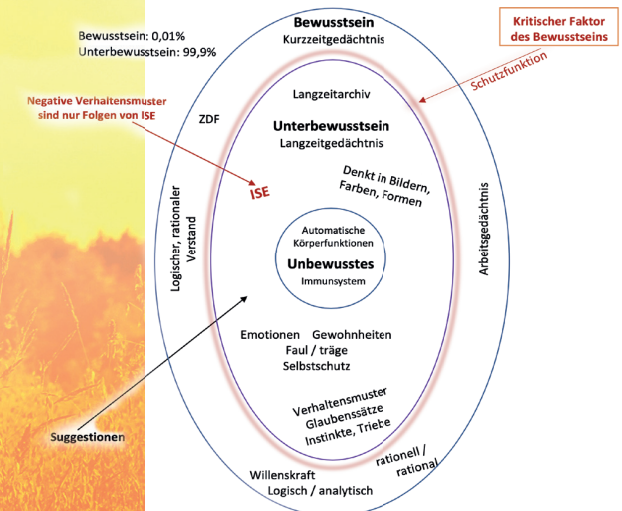 Bewusstsein
Kurzzeitgedächtnis
Kritischer Faktor
des Bewusstseins
Schutzfunktion
Bewusstsein: 0,01%
Unterbewusstsein: 99,9%
Negative Verhaltensmuster
sind nur Folgen von ISE
ZDF
Langzeitarchiv
Unterbewusstsein
Langzeitgedächtnis
Denkt in Bildern,
Farben, Formen
ISE
Logischer, rationaler
Verstand
Arbeitsgedächtnis
Automatische
Körperfunktionen
Unbewusstes
Immunsystem
Emotionen Gewohnheiten
Faul / träge
Selbstschutz
Verhaltensmuster
Glaubenssätze
Instinkte, Triebe
Suggestionen
rationell /
rational
Willenskraft
Logisch / analytisch